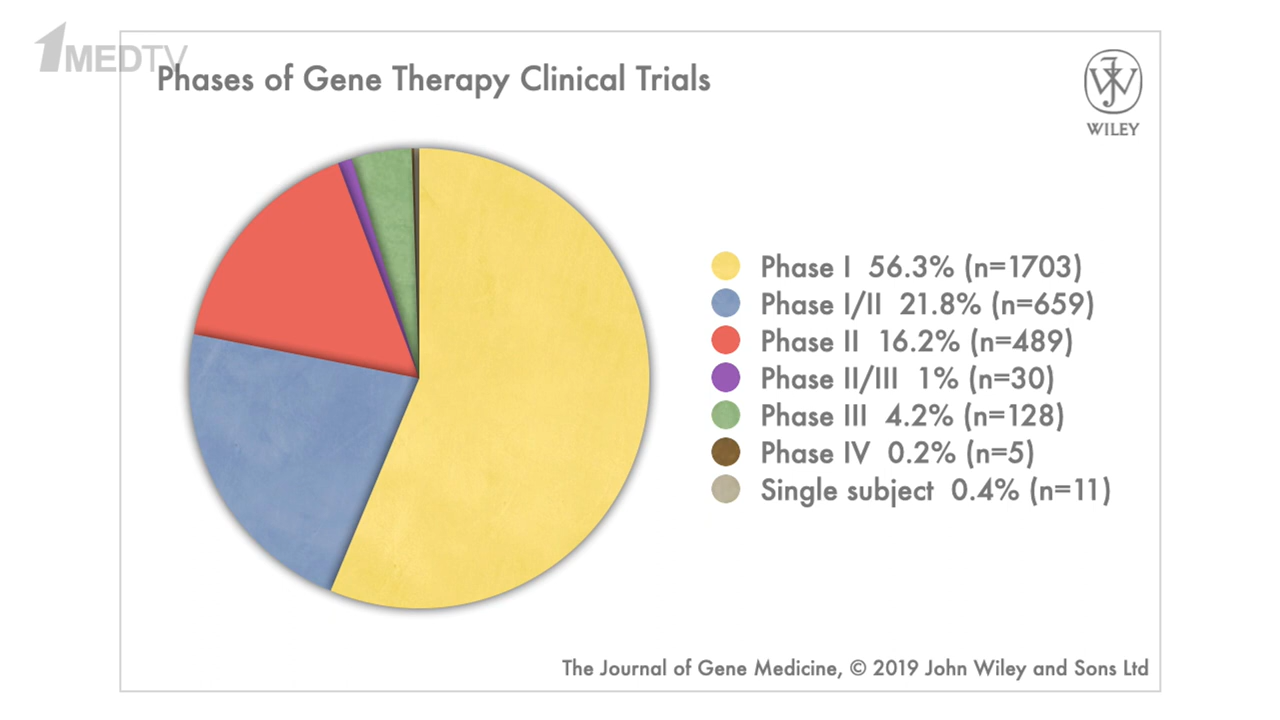 1MEDTV
Phases of Gene Therapy Clinical Trials
WILEY
Phase I 56.3% (n=1703)
Phase I/II 21.8% (n=659)
Phase II 16.2% (n=489)
Phase II/III 1% (n=30)
Phase III 4.2% (n=128)
Phase IV 0.2% (n=5)
Single subject 0.4% (n=11)
The Journal of Gene Medicine, © 2019 John Wiley and Sons Ltd